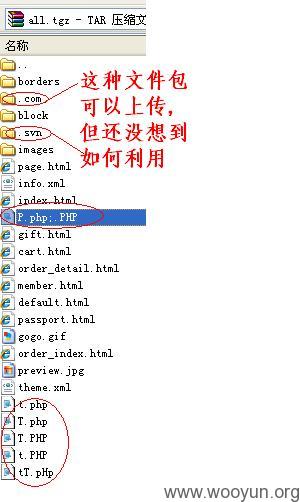 all.tgz - TAR 压缩文
名称
..
borders
.com
block
.svn
images
page.html
info.xml
index.html
P.php;.PHP
gift.html
cart.html
order_detail.html
member.html
default.html
passport.html
gogo.gif
order_index.html
preview.jpg
theme.xml
t.php
T.php
T.PHP
t.PHP
tT.pHp
这种文件包
可以上传，
但还没想到
如何利用
www.wooyun.org